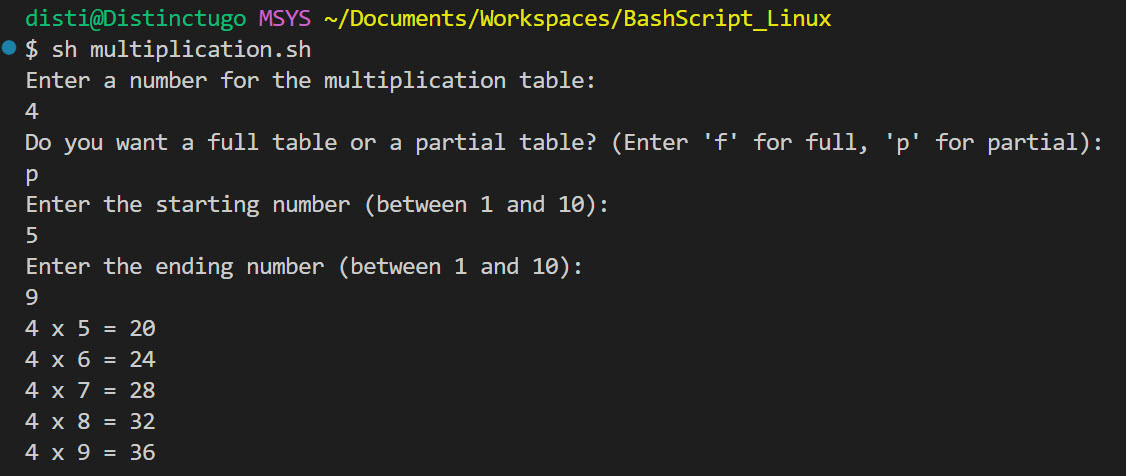 disti@Distinctugo MSYS ~/Documents/Workspaces/BashScript_Linux
$ sh multiplication.sh
Enter a number for the multiplication table:
4
Do you want a full table or a partial table? (Enter 'f' for full, 'p' for partial):
p
Enter the starting number (between 1 and 10):
5
Enter the ending number (between 1 and 10):
9
4 x 5 = 20
4 x 6 = 24
4 x 7 = 28
4 x 8 = 32
4 x 9 = 36